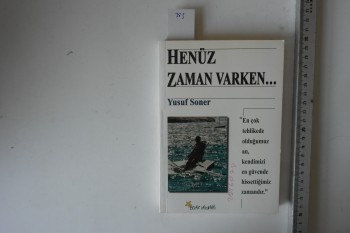 HENÜZ
ZAMAN VARKEN...
Yusuf Soner
"En çok
tehlikede
olduğumuz
an,
kendimizi
en güvende
hissettiğimiz
zamandır."